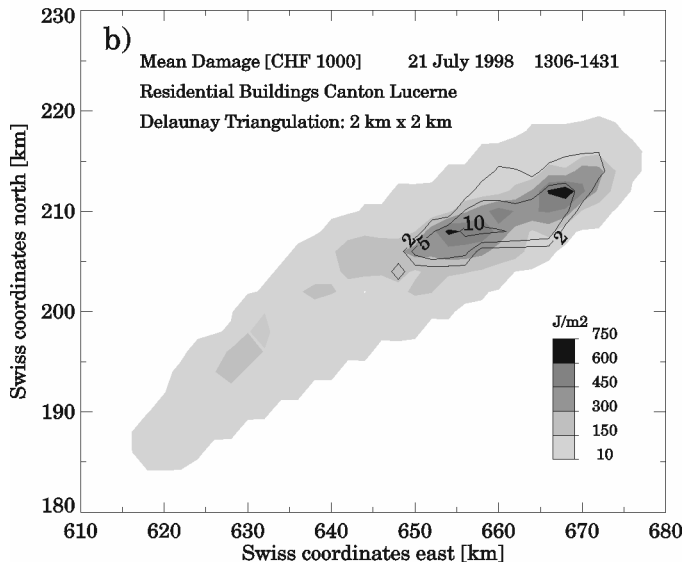 230
220
210
200
190
180
Swiss coordinates north [km]
b)
Mean Damage [CHF 1000] 21 July 1998 1306-1431
Residential Buildings Canton Lucerne
Delaunay Triangulation: 2 km x 2 km
2
5
10
2
J/m2
750
600
450
300
150
10
610 620 630 640 650 660 670 680
Swiss coordinates east [km]